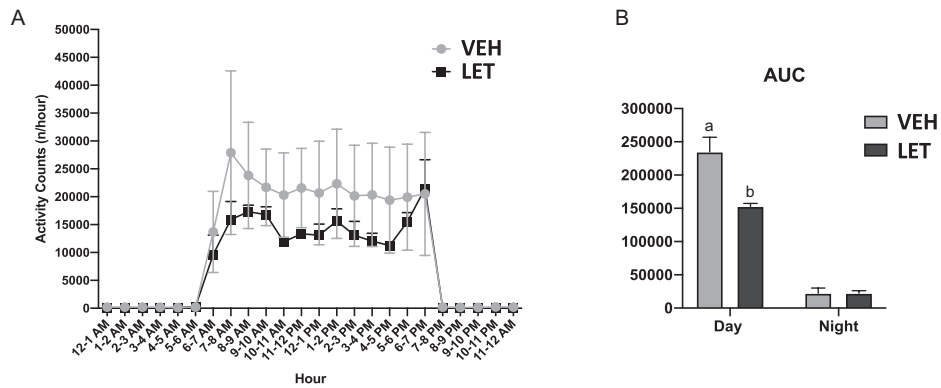 A
50000
45000
40000
35000
30000
25000
20000
15000
10000
5000
0
Activity Counts (n/hour)
VEH
LET
12-1 AM
1-2 AM
2-3 AM
3-4 AM
4-5 AM
5-6 AM
6-7 AM
7-8 AM
8-9 AM
9-10 AM
10-11 AM
11-12 PM
12-1 PM
1-2 PM
2-3 PM
3-4 PM
4-5 PM
5-6 PM
6-7 PM
7-8 PM
8-9 PM
9-10 PM
10-11 PM
11-12 AM
Hour
B
AUC
300000
250000
200000
150000
100000
50000
0
a
b
VEH
LET
Day
Night